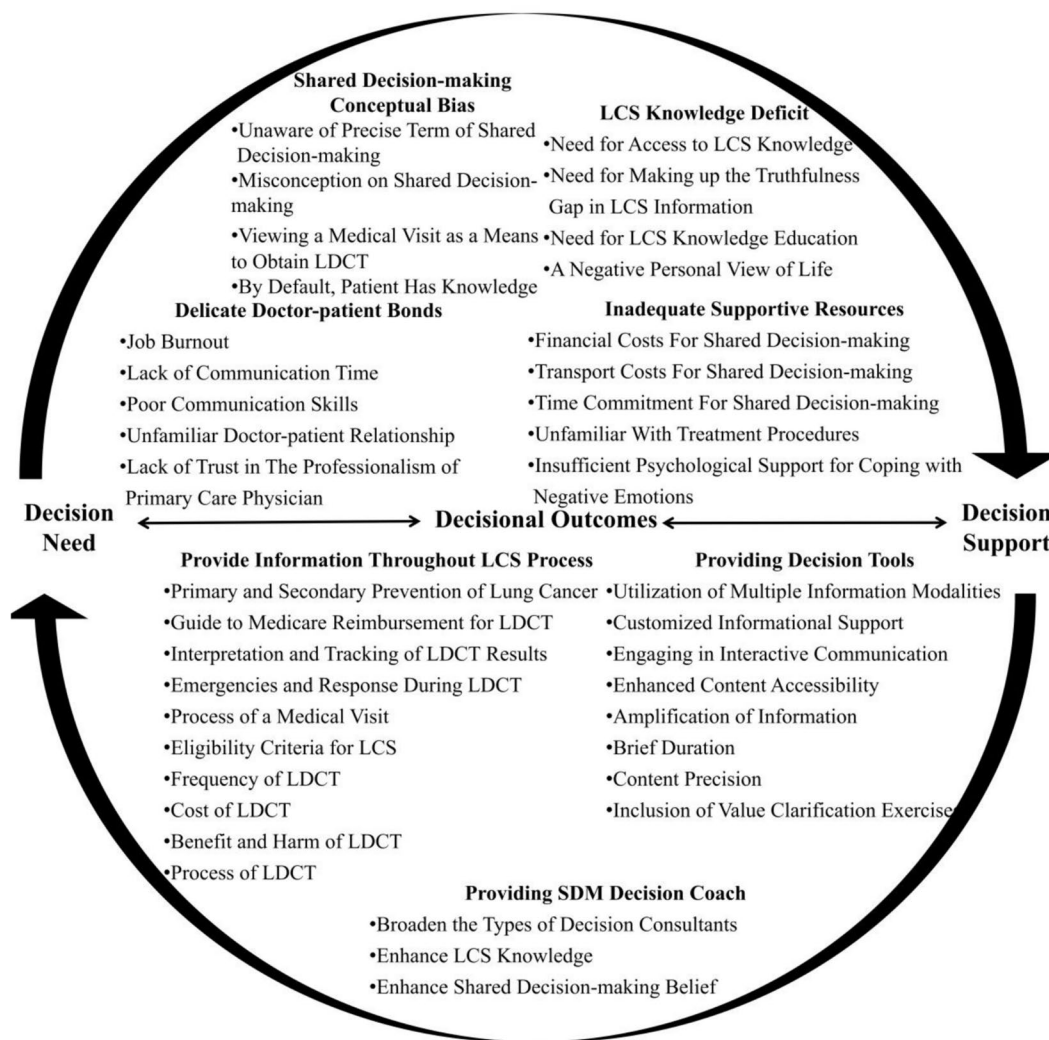 Shared Decision-making
Conceptual Bias
•Unaware of Precise Term of Shared
Decision-making
•Misconception on Shared Decision-
making
•Viewing a Medical Visit as a Means
to Obtain LDCT
•By Default, Patient Has Knowledge
LCS Knowledge Deficit
•Need for Access to LCS Knowledge
•Need for Making up the Truthfulness
Gap in LCS Information
•Need for LCS Knowledge Education
•A Negative Personal View of Life
Delicate Doctor-patient Bonds
•Job Burnout
•Lack of Communication Time
•Poor Communication Skills
•Unfamiliar Doctor-patient Relationship
•Lack of Trust in The Professionalism of
Primary Care Physician
Inadequate Supportive Resources
•Financial Costs For Shared Decision-making
•Transport Costs For Shared Decision-making
•Time Commitment For Shared Decision-making
•Unfamiliar With Treatment Procedures
•Insufficient Psychological Support for Coping with
Negative Emotions
Decision
Need
Decisional Outcomes
Decision
Support
Provide Information Throughout LCS Process
•Primary and Secondary Prevention of Lung Cancer
•Guide to Medicare Reimbursement for LDCT
•Interpretation and Tracking of LDCT Results
•Emergencies and Response During LDCT
•Process of a Medical Visit
•Eligibility Criteria for LCS
•Frequency of LDCT
•Cost of LDCT
•Benefit and Harm of LDCT
•Process of LDCT
Providing Decision Tools
•Utilization of Multiple Information Modalities
•Customized Informational Support
•Engaging in Interactive Communication
•Enhanced Content Accessibility
•Amplification of Information
•Brief Duration
•Content Precision
•Inclusion of Value Clarification Exercises
Providing SDM Decision Coach
•Broaden the Types of Decision Consultants
•Enhance LCS Knowledge
•Enhance Shared Decision-making Belief